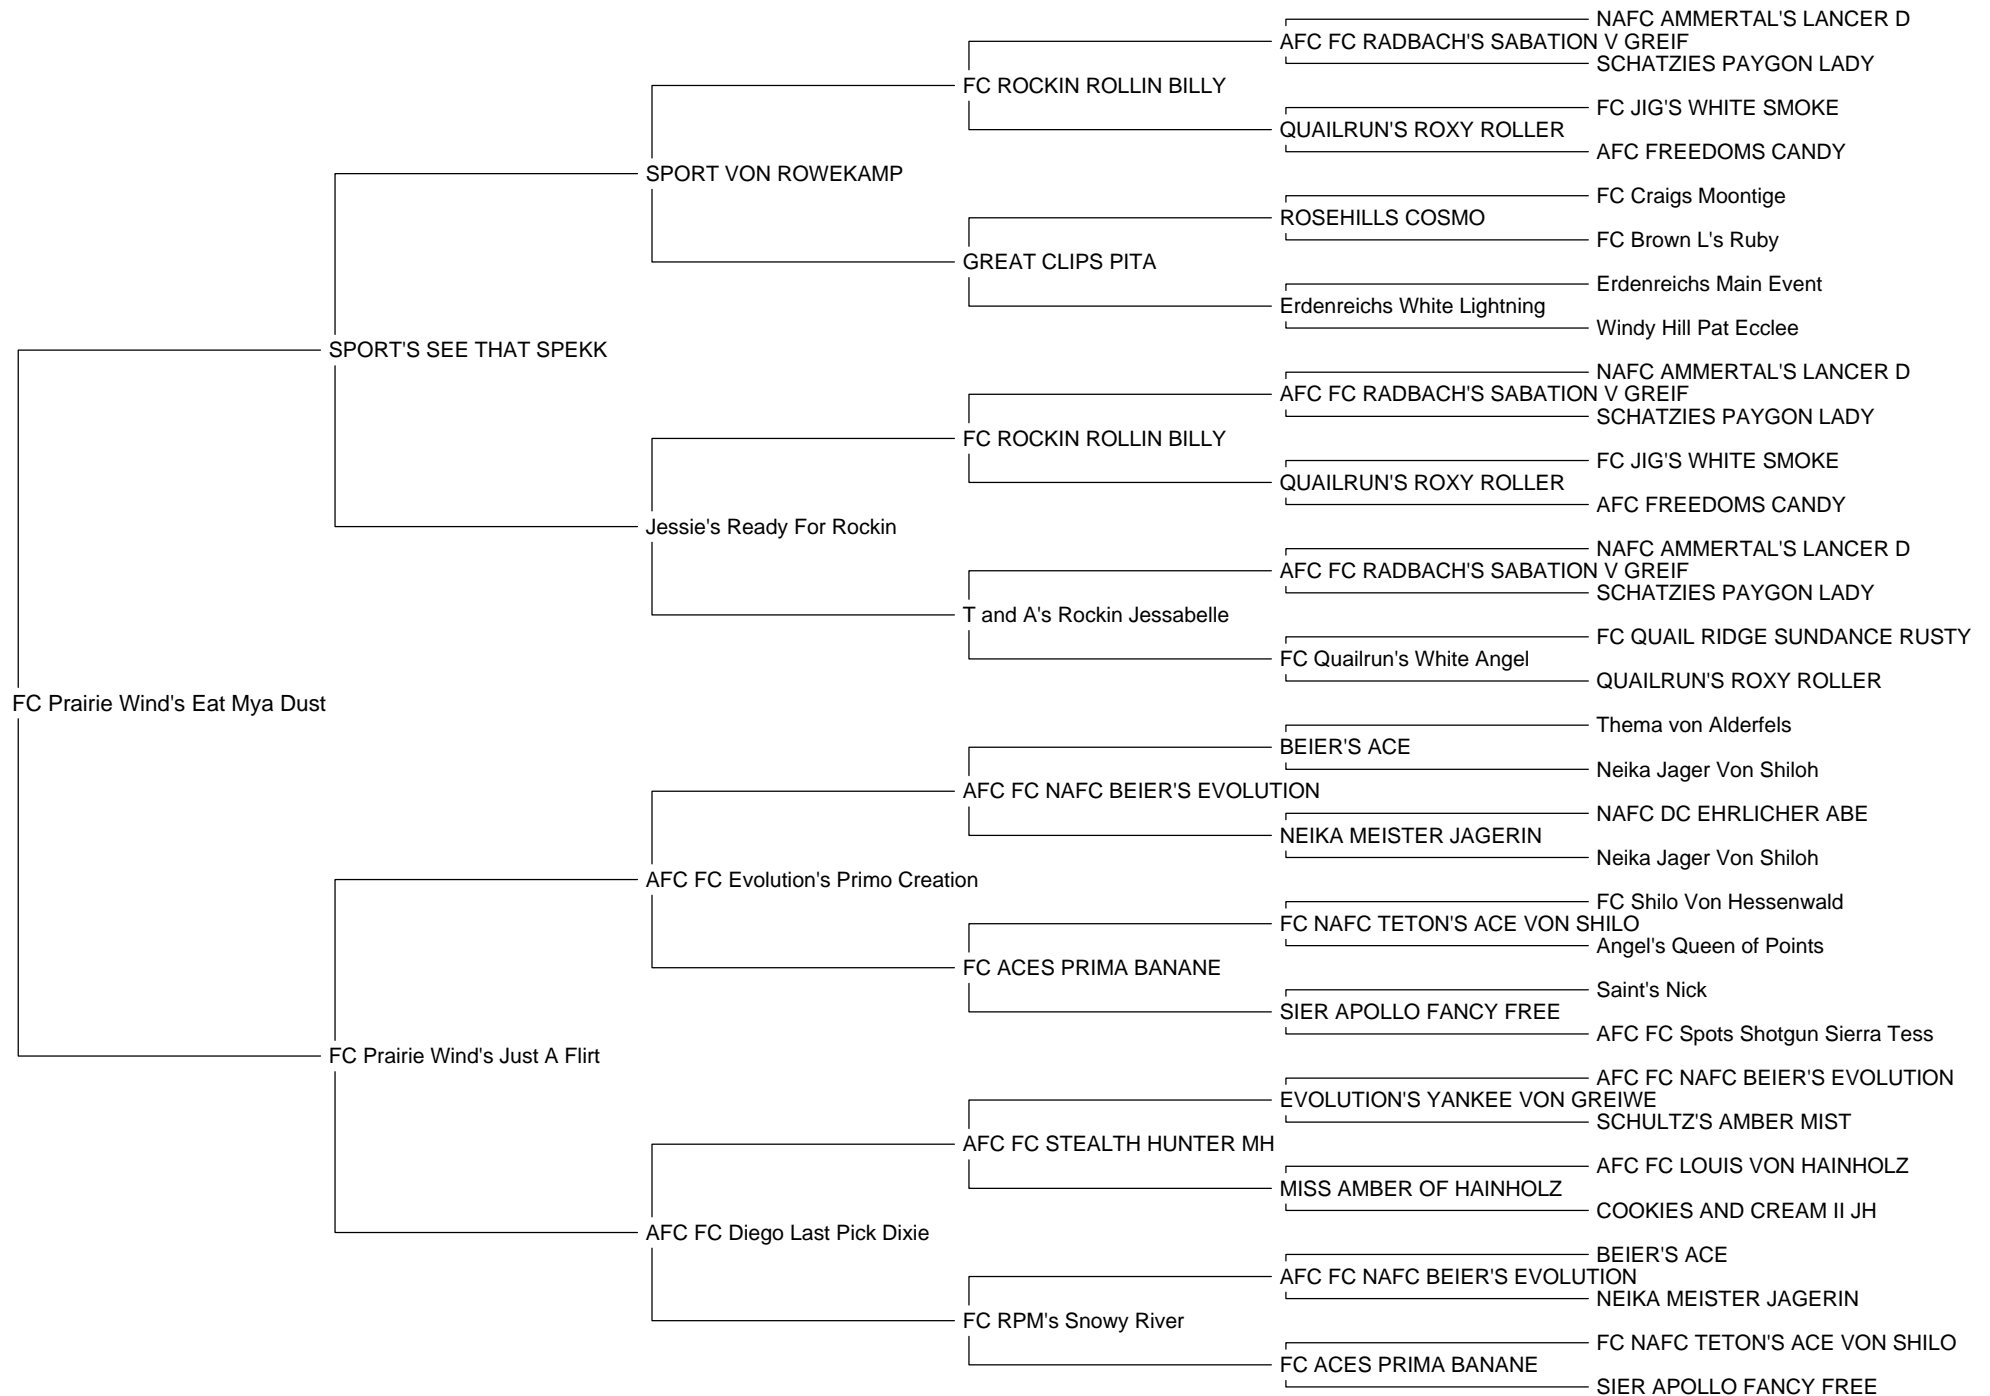 NAFC AMMERTAL'S LANCER D
AFC FC RADBACH'S SABATION V GREIF
SCHATZIES PAYGON LADY
FC ROCKIN ROLLIN BILLY
FC JIG'S WHITE SMOKE
QUAILRUN'S ROXY ROLLER
AFC FREEDOMS CANDY
SPORT VON ROWEKAMP
FC Craigs Moontige
ROSEHILLS COSMO
FC Brown L's Ruby
GREAT CLIPS PITA
Erdenreichs Main Event
Erdenreichs White Lightning
Windy Hill Pat Ecclee
SPORT'S SEE THAT SPEKK
NAFC AMMERTAL'S LANCER D
AFC FC RADBACH'S SABATION V GREIF
SCHATZIES PAYGON LADY
FC ROCKIN ROLLIN BILLY
FC JIG'S WHITE SMOKE
QUAILRUN'S ROXY ROLLER
AFC FREEDOMS CANDY
Jessie's Ready For Rockin
NAFC AMMERTAL'S LANCER D
AFC FC RADBACH'S SABATION V GREIF
SCHATZIES PAYGON LADY
T and A's Rockin Jessabelle
FC QUAIL RIDGE SUNDANCE RUSTY
FC Quailrun's White Angel
QUAILRUN'S ROXY ROLLER
FC Prairie Wind's Eat Mya Dust
Thema von Alderfels
BEIER'S ACE
Neika Jager Von Shiloh
AFC FC NAFC BEIER'S EVOLUTION
NAFC DC EHRLICHER ABE
NEIKA MEISTER JAGERIN
Neika Jager Von Shiloh
AFC FC Evolution's Primo Creation
FC Shilo Von Hessenwald
FC NAFC TETON'S ACE VON SHILO
Angel's Queen of Points
FC ACES PRIMA BANANE
Saint's Nick
SIER APOLLO FANCY FREE
AFC FC Spots Shotgun Sierra Tess
FC Prairie Wind's Just A Flirt
AFC FC NAFC BEIER'S EVOLUTION
EVOLUTION'S YANKEE VON GREIWE
SCHULTZ'S AMBER MIST
AFC FC STEALTH HUNTER MH
AFC FC LOUIS VON HAINHOLZ
MISS AMBER OF HAINHOLZ
COOKIES AND CREAM II JH
AFC FC Diego Last Pick Dixie
BEIER'S ACE
AFC FC NAFC BEIER'S EVOLUTION
NEIKA MEISTER JAGERIN
FC RPM's Snowy River
FC NAFC TETON'S ACE VON SHILO
FC ACES PRIMA BANANE
SIER APOLLO FANCY FREE